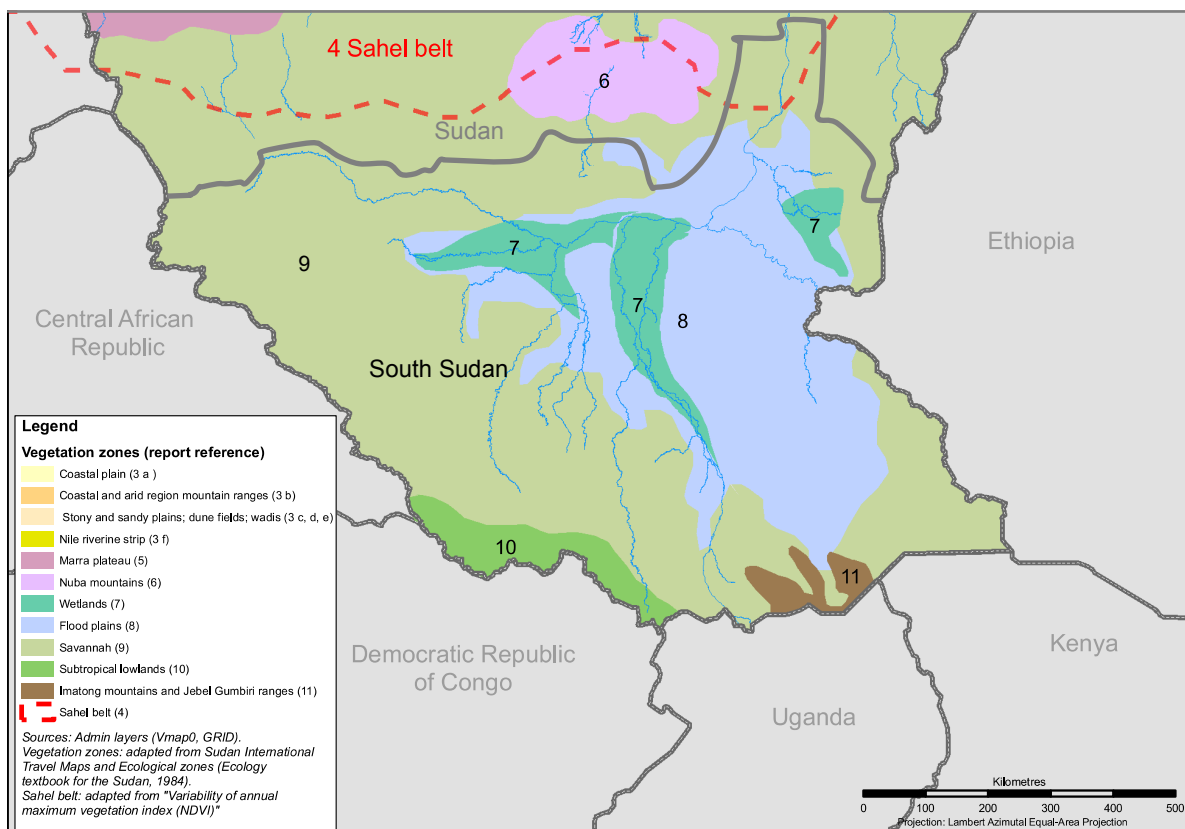 4 Sahel belt
6
Sudan
7
Ethiopia
9
7
Central African
Republic
7
8
South Sudan
10
11
Democratic Republic
of Congo
Kenya
Uganda
Legend
Vegetation zones (report reference)
Coastal plain (3 a )
Coastal and arid region mountain ranges (3 b)
Stony and sandy plains; dune fields; wadis (3 c, d, e)
Nile riverine strip (3 f)
Marra plateau (5)
Nuba mountains (6)
Wetlands (7)
Flood plains (8)
Savannah (9)
Subtropical lowlands (10)
Imatong mountains and Jebel Gumbiri ranges (11)
Sahel belt (4)
Sources: Admin layers (Vmap0, GRID).
Vegetation zones: adapted from Sudan International
Travel Maps and Ecological zones (Ecology
textbook for the Sudan, 1984).
Sahel belt: adapted from "Variability of annual
maximum vegetation index (NDVI)"
Kilometres
0 100 200 300 400 500
Projection: Lambert Azimutal Equal-Area Projection